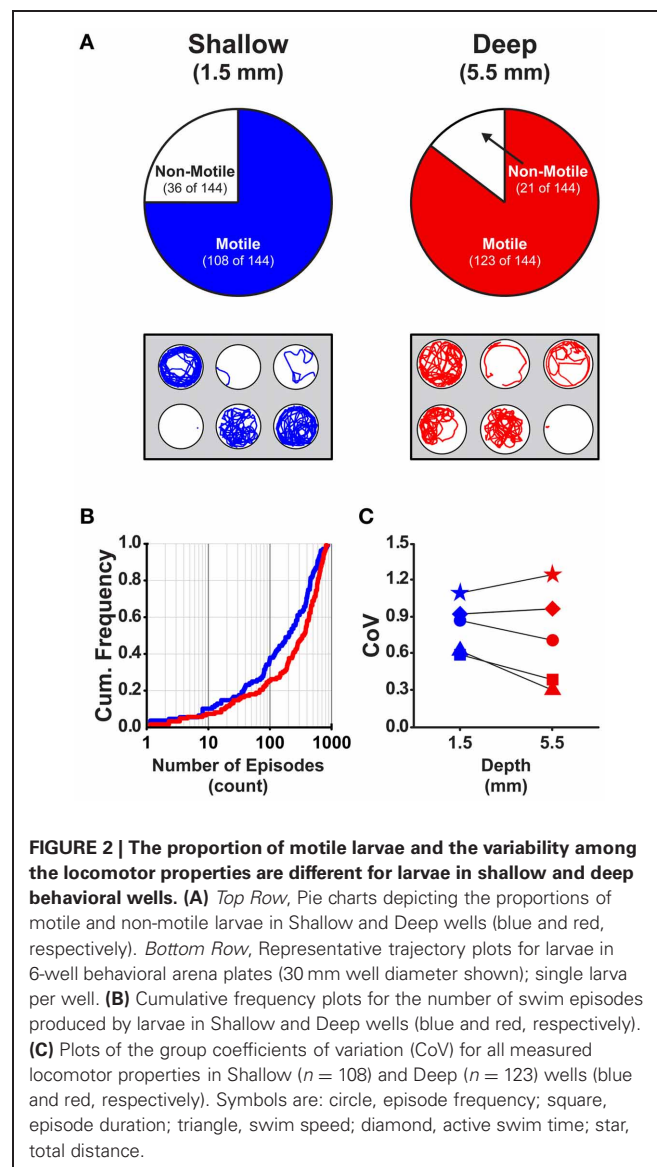 A
Shallow
(1.5 mm)
Deep
(5.5 mm)
Non-Motile
(36 of 144)
Motile
(108 of 144)
Non-Motile
(21 of 144)
Motile
(123 of 144)
B
Cum. Frequency
1.0
0.8
0.6
0.4
0.2
0.0
1 10 100 1000
Number of Episodes
(count)
C
CoV
1.5
1.2
0.9
0.6
0.3
0.0
1.5 5.5
Depth
(mm)
FIGURE 2 | The proportion of motile larvae and the variability among
the locomotor properties are different for larvae in shallow and deep
behavioral wells. (A) Top Row, Pie charts depicting the proportions of
motile and non-motile larvae in Shallow and Deep wells (blue and red,
respectively). Bottom Row, Representative trajectory plots for larvae in
6-well behavioral arena plates (30 mm well diameter shown); single larva
per well. (B) Cumulative frequency plots for the number of swim episodes
produced by larvae in Shallow and Deep wells (blue and red, respectively).
(C) Plots of the group coefficients of variation (CoV) for all measured
locomotor properties in Shallow (n = 108) and Deep (n = 123) wells (blue
and red, respectively). Symbols are: circle, episode frequency; square,
episode duration; triangle, swim speed; diamond, active swim time; star,
total distance.